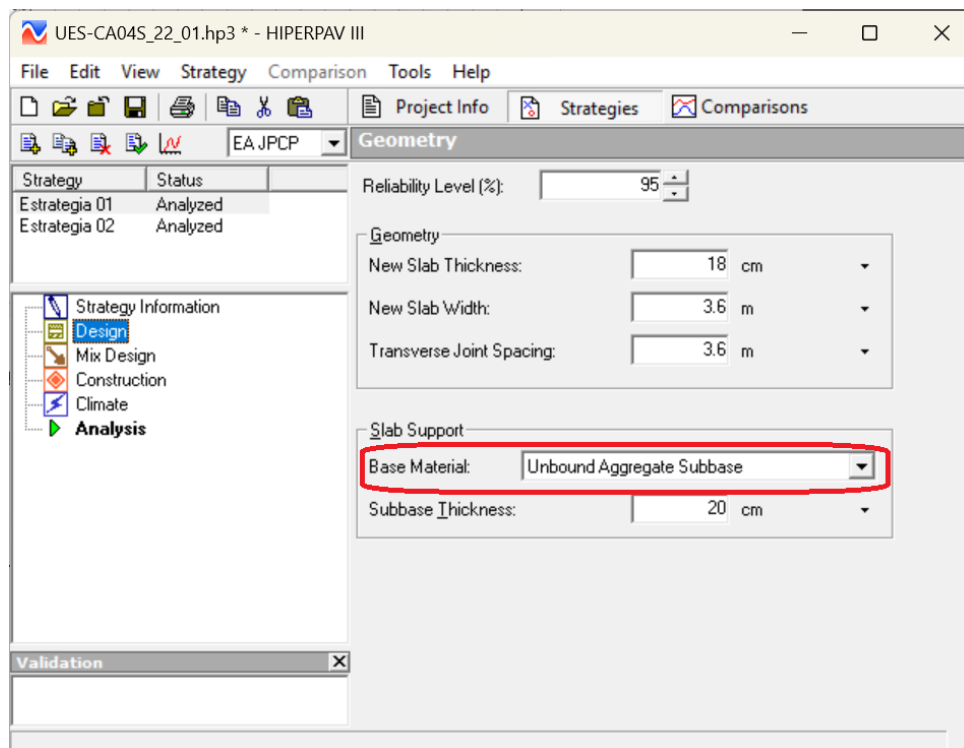 UES-CA04S_22_01.hp3 * - HIPERPAV III
File Edit View Strategy Comparison Tools Help
Project Info Strategies Comparisons
EA JPCP Geometry
Strategy Status
Estrategia 01 Analyzed
Estrategia 02 Analyzed
Strategy Information
Design
Mix Design
Construction
Climate
Analysis
Validation
Reliability Level (%): 95
Geometry
New Slab Thickness: 18 cm
New Slab Width: 3.6 m
Transverse Joint Spacing: 3.6 m
Slab Support
Base Material: Unbound Aggregate Subbase
Subbase Thickness: 20 cm